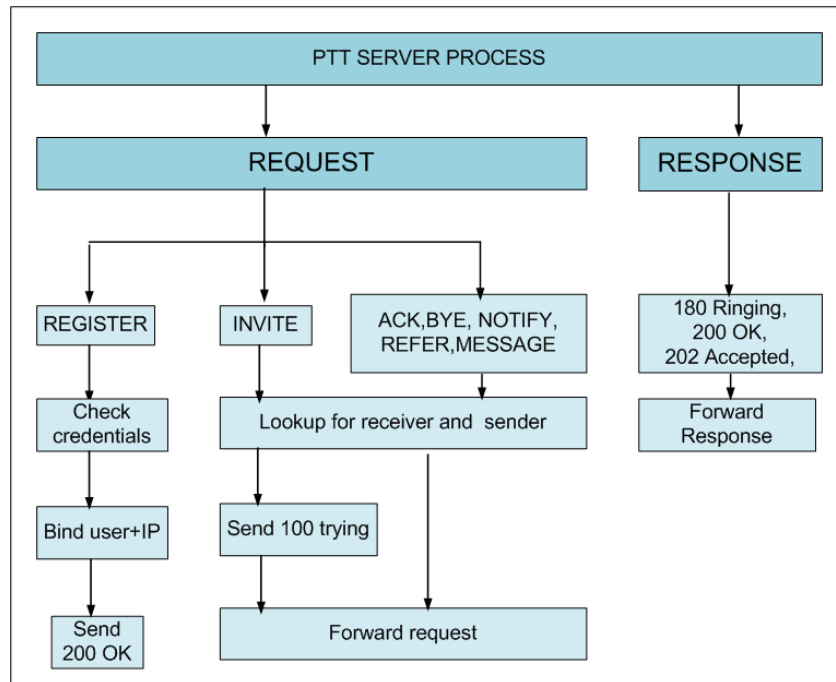 PTT SERVER PROCESS
REQUEST
RESPONSE
REGISTER
INVITE
ACK,BYE, NOTIFY,
REFER,MESSAGE
180 Ringing,
200 OK,
202 Accepted,
Check
credentials
Lookup for receiver and sender
Forward
Response
Bind user+IP
Send 100 trying
Send
200 OK
Forward request